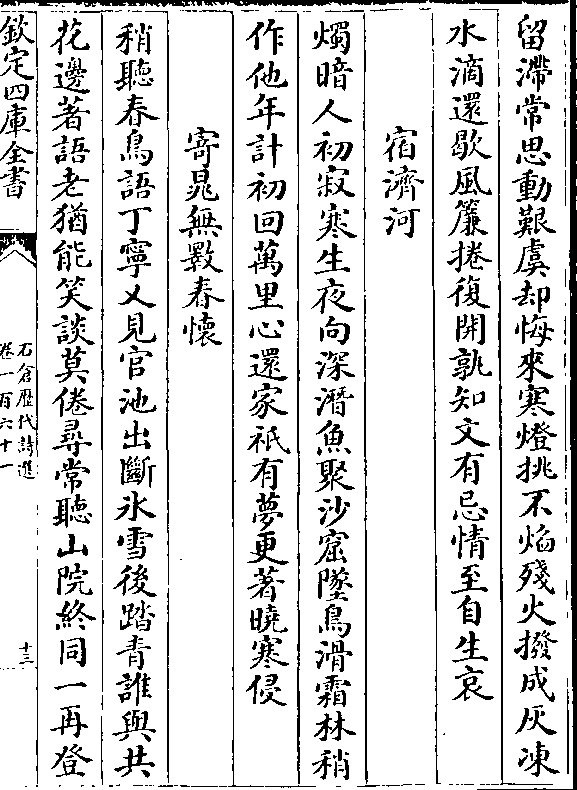 留滯常思動艱虞却悔來寒燈挑不焰殘火撥成灰凍
水滴還歇風簾捲復開孰知文有忌情至自生哀
宿濟河
燭暗人初寂寒生夜向深潛魚聚沙窟墜鳥滑霜林稍
作他年計初回萬里心還家祇有夢更著曉寒侵
寄晁無斁春懷
稍聽春鳥語丁寧又見官池出斷氷雪後踏青誰與共
花邊著語老猶能笑談莫倦尋常聽山院終同一再登
欽定四庫全書
石倉歴代詩選
卷一百六十一
十三